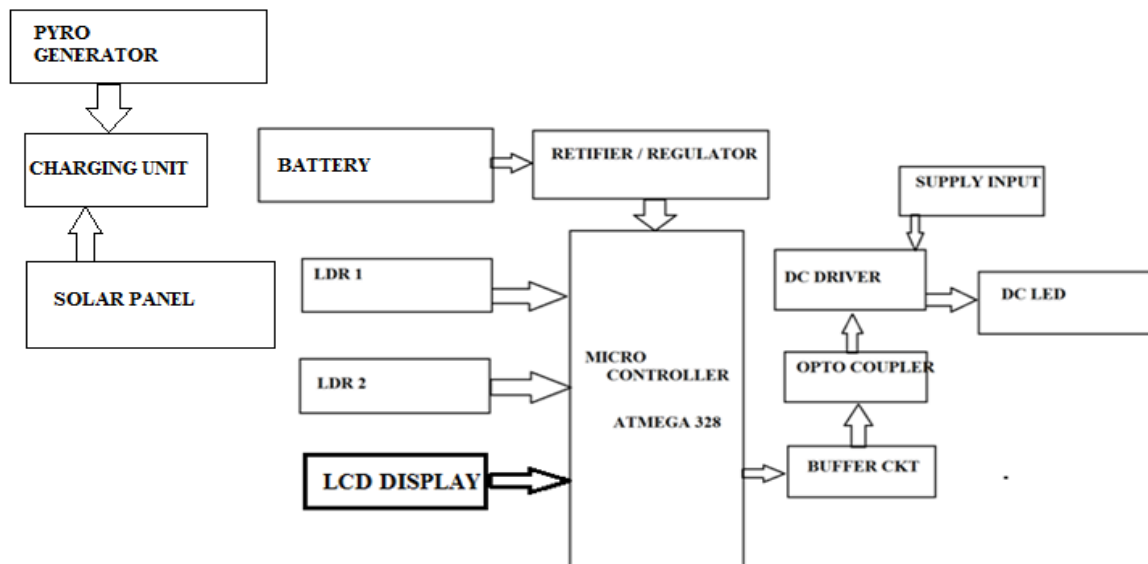 PYRO
GENERATOR
CHARGING UNIT
SOLAR PANEL
BATTERY
RETIFIER / REGULATOR
SUPPLY INPUT
LDR 1
DC DRIVER
DC LED
LDR 2
MICRO
CONTROLLER
ATMEGA 328
OPTO COUPLER
LCD DISPLAY
BUFFER CKT